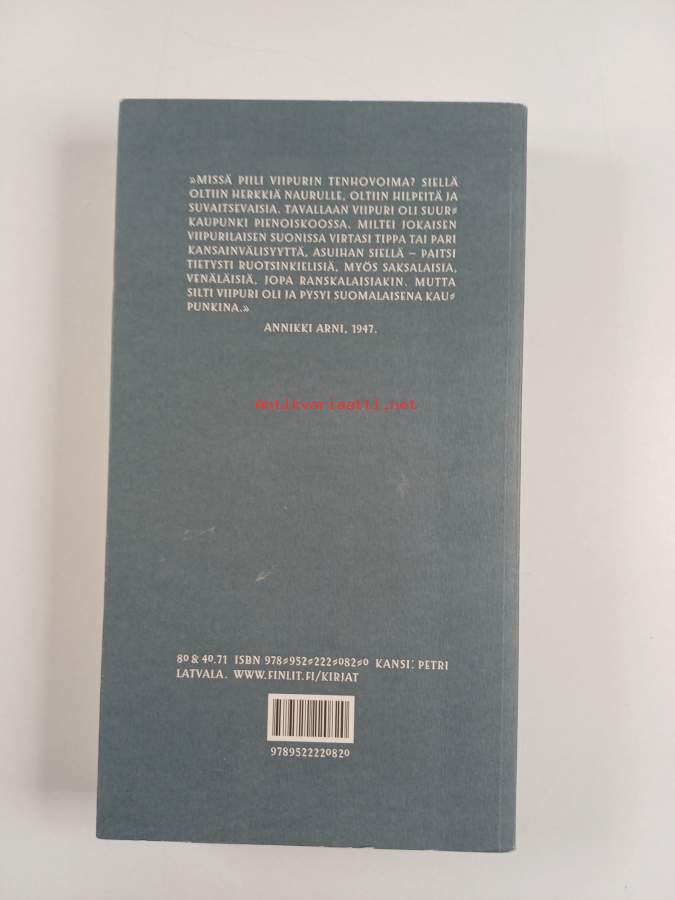 »MISSÄ PIILI VIIPURIN TENHOVOIMA? SIELLÄ
OLTIIN HERKKIÄ NAURULLE, OLTIIN HILPEITÄ JA
SUVAITSEVAISIA. TAVALLAAN VIIPURI OLI SUUR-
KAUPUNKI PIENOISKOOSSA. MILTEI JOKAISEN
VIIPURILAISEN SUONISSA VIRTASI TIPPA TAI PARI
KANSAINVÄLISYYTTÄ, ASUIHAN SIELLÄ – PAITSI
TIETYSTI RUOTSINKIELISIÄ, MYÖS SAKSALAISIA,
VENÄLÄISIÄ, JOPA RANSKALAISIAKIN. MUTTA
SILTI VIIPURI OLI JA PYSYI SUOMALAISENA KAU-
PUNKINA.»
ANNIKKI ARNI, 1947.
Antikvariaatti.net
80 & 40.71 ISBN 978-952-222-082-0 KANSI: PETRI
LATVALA. WWW.FINLIT.FI/KIRJAT
9789522220820